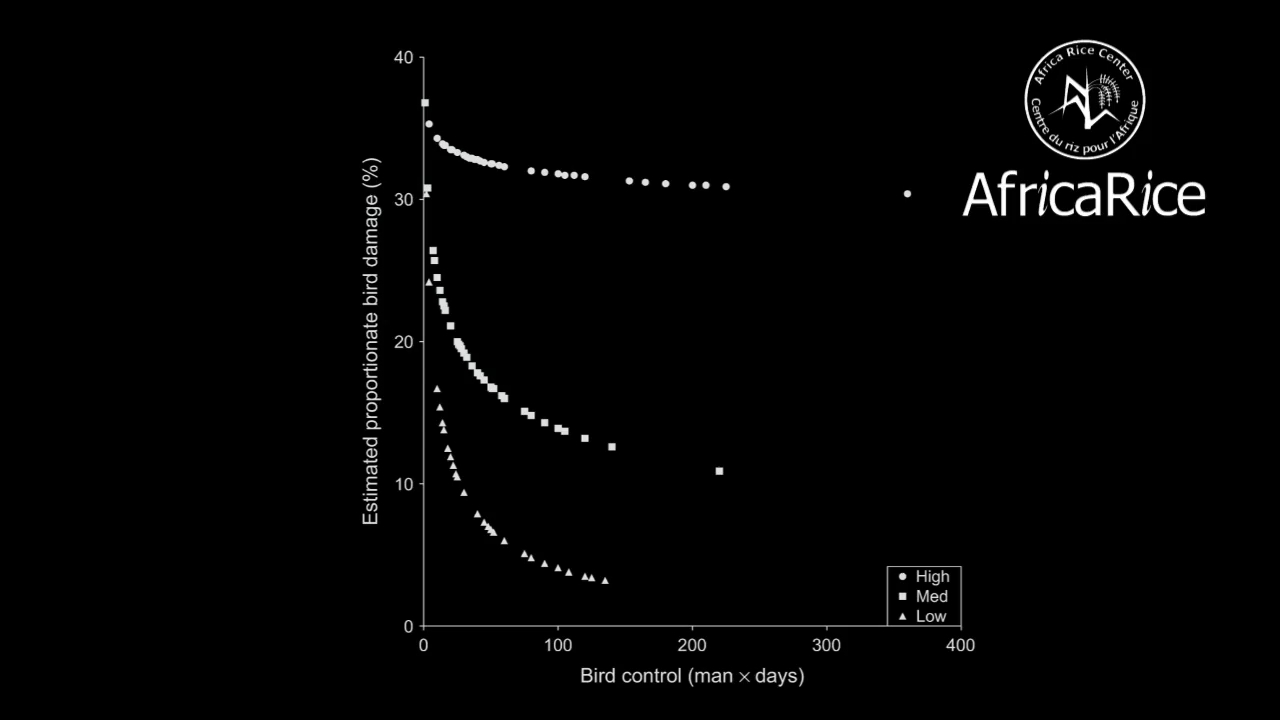 Africa Rice Center
Centre du riz pour l'Afrique
AfricaRice
Estimated proportionate bird damage (%)
40
30
20
10
0
0 100 200 300 400
Bird control (man × days)
High
Med
Low